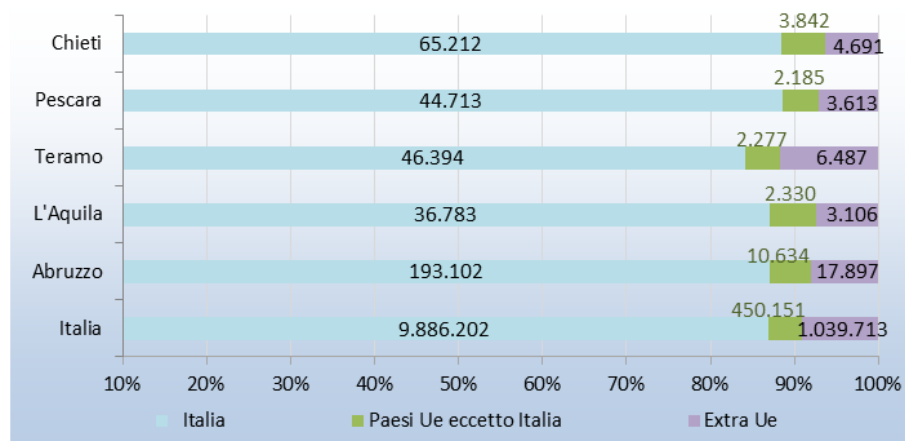 3.842
Chieti 65.212 4.691
2.185
Pescara 44.713 3.613
2.277
Teramo 46.394 6.487
2.330
L'Aquila 36.783 3.106
10.634
Abruzzo 193.102 17.897
450.151
Italia 9.886.202 1.039.713
10% 20% 30% 40% 50% 60% 70% 80% 90% 100%
Italia Paesi Ue eccetto Italia Extra Ue